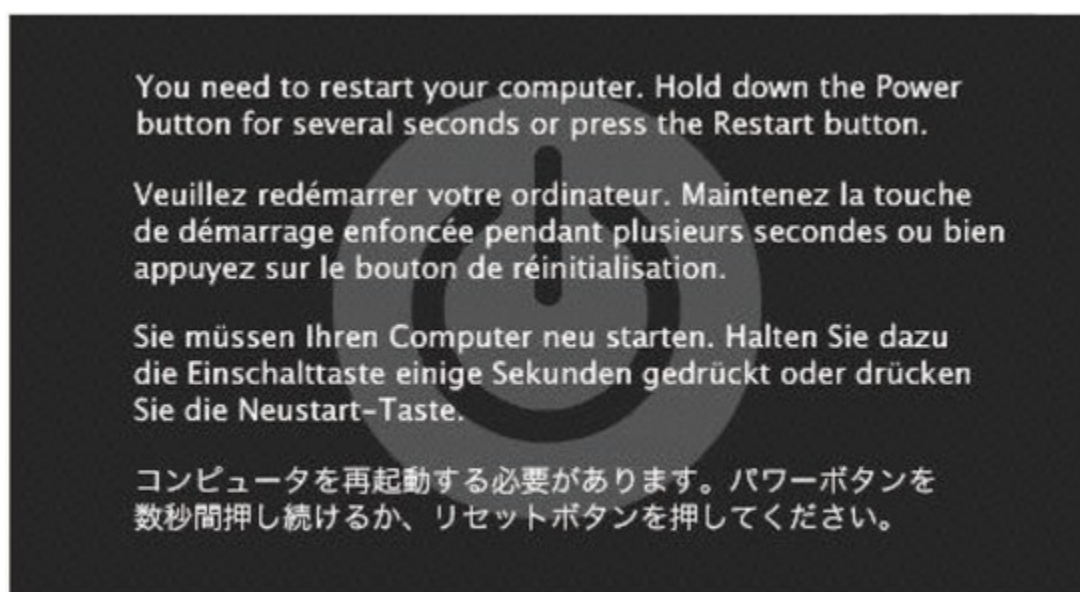 You need to restart your computer. Hold down the Power
button for several seconds or press the Restart button.
Veuillez redémarrer votre ordinateur. Maintenez la touche
de démarrage enfoncée pendant plusieurs secondes ou bien
appuyez sur le bouton de réinitialisation.
Sie müssen Ihren Computer neu starten. Halten Sie dazu
die Einschalttaste einige Sekunden gedrückt oder drücken
Sie die Neustart-Taste.
コンピュータを再起動する必要があります。パワーボタンを
数秒間押し続けるか、リセットボタンを押してください。